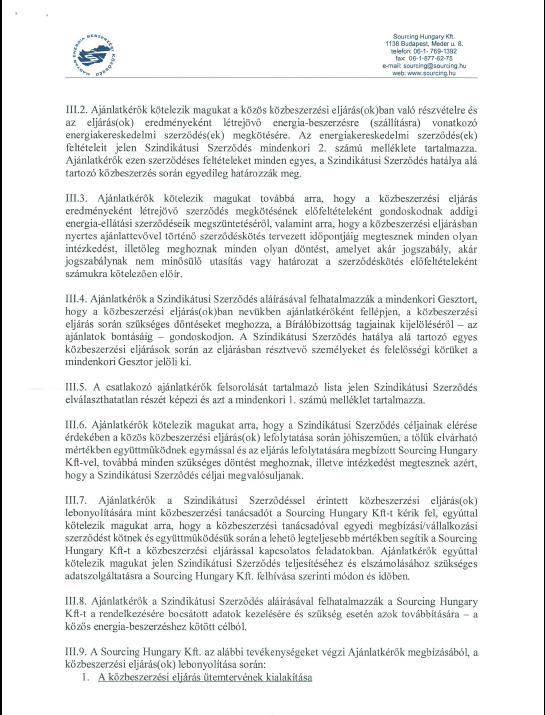 MAGYAR ENERGIA BESZERZÉSI KÖZÖSSÉG
Sourcing Hungary Kft.
1138 Budapest, Meder u. 8.
telefon: 06-1- 769-1392
fax: 06-1-877-62-75
e-mail: sourcing@sourcing.hu
web: www.sourcing.hu
III.2. Ajánlatkérők kötelezik magukat a közös közbeszerzési eljárás(ok)ban való részvételre és
az eljárás(ok) eredményeként létrejövő energia-beszerzésre (szállításra) vonatkozó
energiakereskedelmi szerződés(ek) megkötésére. Az energiakereskedelmi szerződés(ek)
feltételeit jelen Szindikátusi Szerződés mindenkori 2. számú melléklete tartalmazza.
Ajánlatkérők ezen szerződéses feltételeket minden egyes, a Szindikátusi Szerződés hatálya alá
tartozó közbeszerzés során egyedileg határozzák meg.
III.3. Ajánlatkérők kötelezik magukat továbbá arra, hogy a közbeszerzési eljárás
eredményeként létrejövő szerződés megkötésének előfeltételeként gondoskodnak addigi
energia-ellátási szerződéseik megszüntetéséről, valamint arra, hogy a közbeszerzési eljárásban
nyertes ajánlattevővel történő szerződéskötés tervezett időpontjáig megtesznek minden olyan
intézkedést, illetőleg meghoznak minden olyan döntést, amelyet akár jogszabály, akár
jogszabálynak nem minősülő utasítás vagy határozat a szerződéskötés előfeltételeként
számukra kötelezően előír.
III.4. Ajánlatkérők a Szindikátusi Szerződés aláírásával felhatalmazzák a mindenkori Gesztort,
hogy a közbeszerzési eljárás(ok)ban nevükben ajánlatkérőként fellépjen, a közbeszerzési
eljárás során szükséges döntéseket meghozza, a Bírálóbizottság tagjainak kijelöléséről – az
ajánlatok bontásáig – gondoskodjon. A Szindikátusi Szerződés hatálya alá tartozó egyes
közbeszerzési eljárások során az eljárásban résztvevő személyeket és felelősségi körüket a
mindenkori Gesztor jelöli ki.
III.5. A csatlakozó ajánlatkérők felsorolását tartalmazó lista jelen Szindikátusi Szerződés
elválaszthatatlan részét képezi és azt a mindenkori 1. számú melléklet tartalmazza.
III.6. Ajánlatkérők kötelezik magukat arra, hogy a Szindikátusi Szerződés céljainak elérése
érdekében a közös közbeszerzési eljárás(ok) lefolytatása során jóhiszeműen, a tőlük elvárható
mértékben együttműködnek egymással és az eljárás lefolytatására megbízott Sourcing Hungary
Kft-vel, továbbá minden szükséges döntést meghoznak, illetve intézkedést megtesznek azért,
hogy a Szindikátusi Szerződés céljai megvalósuljanak.
III.7. Ajánlatkérők a Szindikátusi Szerződéssel érintett közbeszerzési eljárás(ok)
lebonyolítására mint közbeszerzési tanácsadót a Sourcing Hungary Kft-t kérik fel, egyúttal
kötelezik magukat arra, hogy a közbeszerzési tanácsadóval egyedi megbízási/vállalkozási
szerződést kötnek és együttműködésük során a lehető legteljesebb mértékben segítik a Sourcing
Hungary Kft-t a közbeszerzési eljárással kapcsolatos feladatokban. Ajánlatkérők egyúttal
kötelezik magukat jelen Szindikátusi Szerződés teljesítéséhez és elszámolásához szükséges
adatszolgáltatásra a Sourcing Hungary Kft. felhívása szerinti módon és időben.
III.8. Ajánlatkérők a Szindikátusi Szerződés aláírásával felhatalmazzák a Sourcing Hungary
Kft-t a rendelkezésére bocsátott adatok kezelésére és szükség esetén azok továbbítására – a
közös energia-beszerzéshez kötött célból.
III.9. A Sourcing Hungary Kft. az alábbi tevékenységeket végzi Ajánlatkérők megbízásából, a
közbeszerzési eljárás(ok) lebonyolítása során:
1. A közbeszerzési eljárás ütemtervének kialakítása